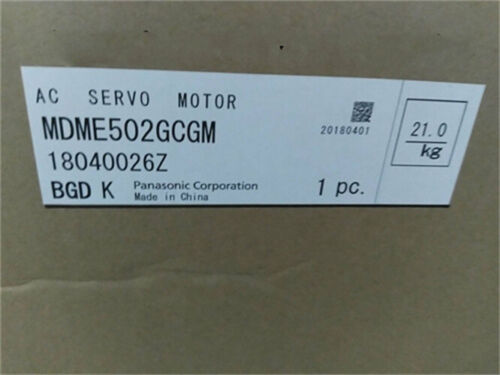 AC SERVO MOTOR
MDME502GCGM
20180401
21.0
kg
18040026Z
BGD K
Panasonic Corporation
Made in China
1 pc.